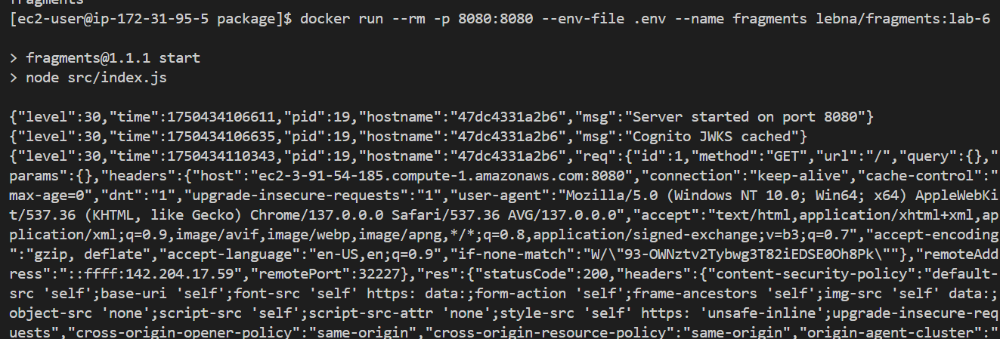 fragments
[ec2-user@ip-172-31-95-5 package]$ docker run --rm -p 8080:8080 --env-file .env --name fragments lebna/fragments:lab-6
> fragments@1.1.1 start
> node src/index.js
{"level":30,"time":1750434106611,"pid":19,"hostname":"47dc4331a2b6","msg":"Server started on port 8080"}
{"level":30,"time":1750434106635,"pid":19,"hostname":"47dc4331a2b6","msg":"Cognito JWKS cached"}
{"level":30,"time":1750434110343,"pid":19,"hostname":"47dc4331a2b6","req":{"id":1,"method":"GET","url":"/","query":{},"
params":{},"headers":{"host":"ec2-3-91-54-185.compute-1.amazonaws.com:8080","connection":"keep-alive","cache-control":"
max-age=0","dnt":"1","upgrade-insecure-requests":"1","user-agent":"Mozilla/5.0 (Windows NT 10.0; Win64; x64) AppleWebKi
t/537.36 (KHTML, like Gecko) Chrome/137.0.0.0 Safari/537.36 AVG/137.0.0.0","accept":"text/html,application/xhtml+xml,ap
plication/xml;q=0.9,image/avif,image/webp,image/apng,*/*;q=0.8,application/signed-exchange;v=b3;q=0.7","accept-encoding
":"gzip, deflate","accept-language":"en-US,en;q=0.9","if-none-match":"W/\"93-OWNztv2Tybwg3T82iEDSE0Oh8Pk\""},"remoteAdd
ress":"::ffff:142.204.17.59","remotePort":32227},"res":{"statusCode":200,"headers":{"content-security-policy":"default-
src 'self';base-uri 'self';font-src 'self' https: data:;form-action 'self';frame-ancestors 'self';img-src 'self' data:;
object-src 'none';script-src 'self';script-src-attr 'none';style-src 'self' https: 'unsafe-inline';upgrade-insecure-req
uests","cross-origin-opener-policy":"same-origin","cross-origin-resource-policy":"same-origin","origin-agent-cluster":"